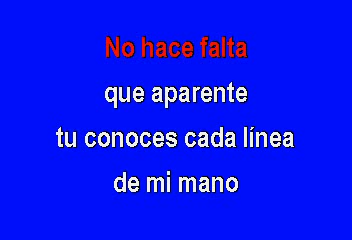 No hace falta
que aparente
tu conoces cada línea
de mi mano